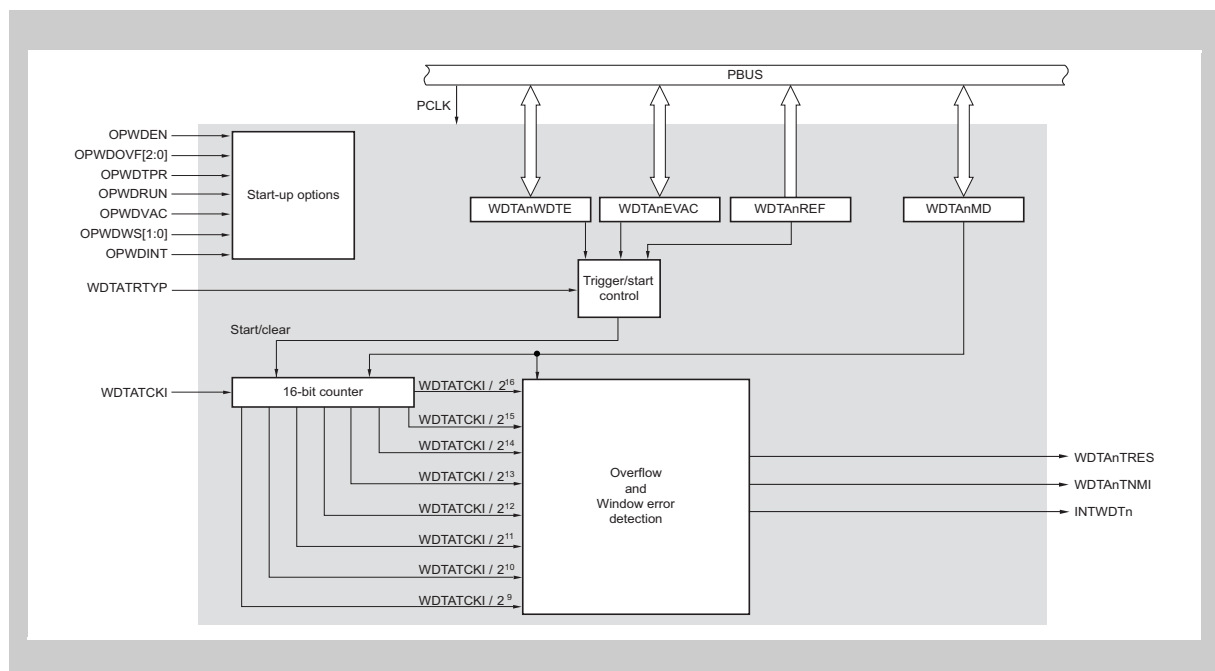 PBUS
PCLK
OPWDEN
OPWDOVF[2:0]
OPWDTPR
OPWDRUN
OPWDVAC
OPWDWS[1:0]
OPWDINT
Start-up options
WDTAnWDTE
WDTAnEVAC
WDTAnREF
WDTAnMD
WDTATRTYP
Trigger/start
control
Start/clear
WDTATCKI
16-bit counter
WDTATCKI / 2¹⁶
WDTATCKI / 2¹⁵
WDTATCKI / 2¹⁴
WDTATCKI / 2¹³
WDTATCKI / 2¹²
WDTATCKI / 2¹¹
WDTATCKI / 2¹⁰
WDTATCKI / 2⁹
Overflow
and
Window error
detection
WDTAnTRES
WDTAnTNMI
INTWDTn